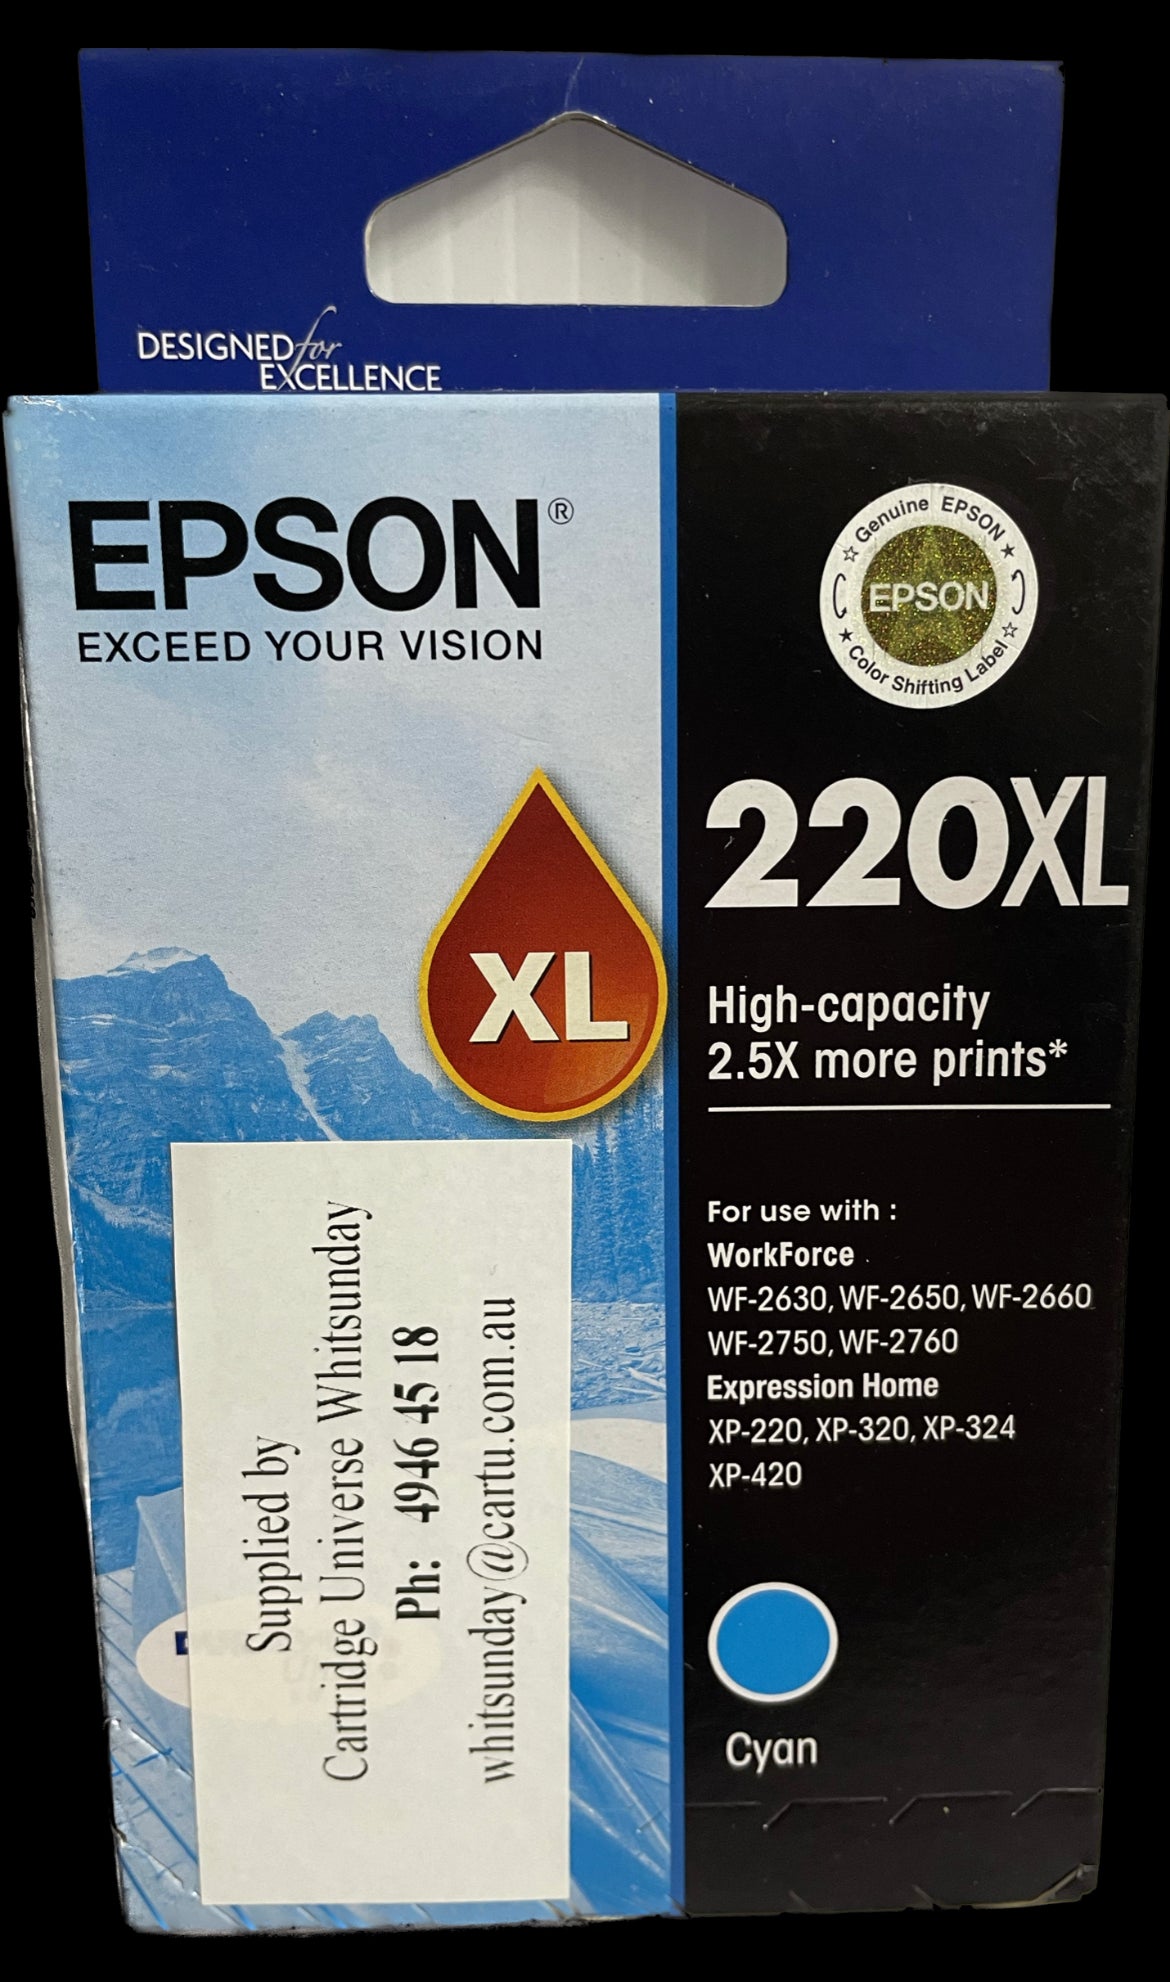 DESIGNED for
EXCELLENCE
EPSON®
EXCEED YOUR VISION
Genuine EPSON
EPSON
Color Shifting Label
XL
220XL
High-capacity
2.5X more prints*
For use with :
WorkForce
WF-2630, WF-2650, WF-2660
WF-2750, WF-2760
Expression Home
XP-220, XP-320, XP-324
XP-420
Cyan
Supplied by
Cartridge Universe Whitsunday
Ph: 4946 45 18
whitsunday@cartu.com.au